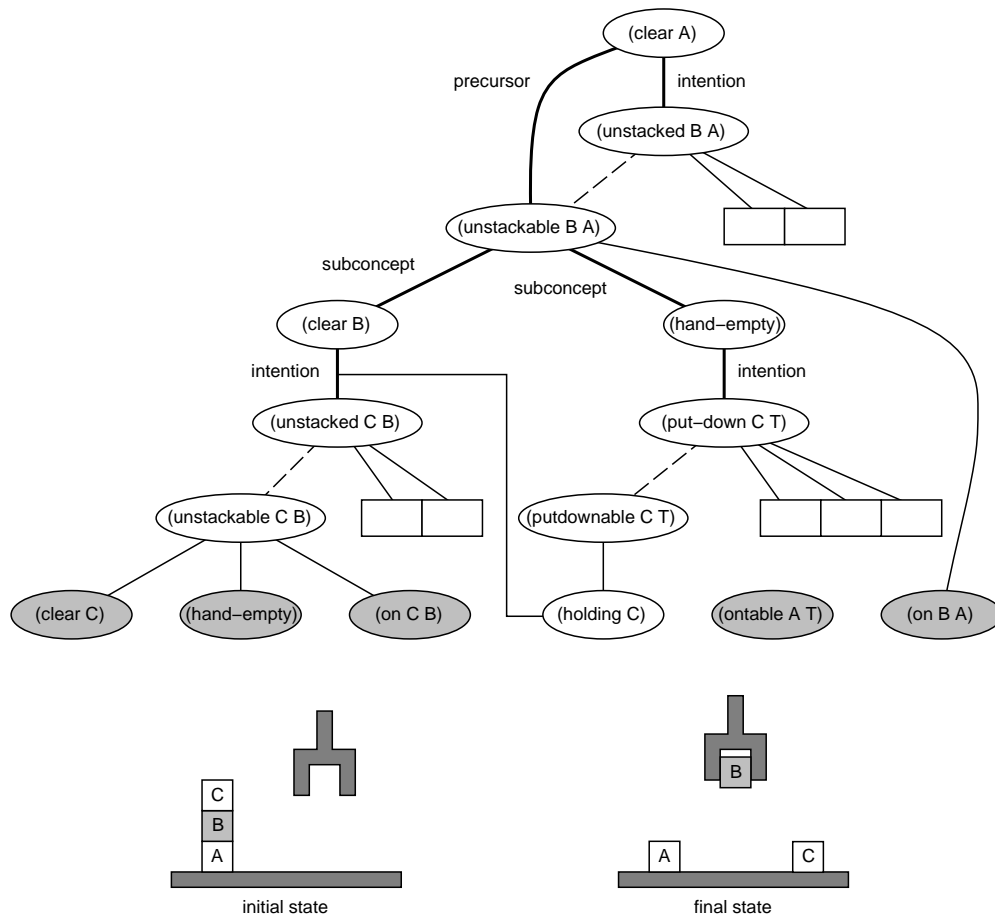 (clear A)
precursor
intention
(unstacked B A)
(unstackable B A)
subconcept
subconcept
(clear B)
(hand−empty)
intention
intention
(unstacked C B)
(put−down C T)
(unstackable C B)
(putdownable C T)
(clear C)
(hand−empty)
(on C B)
(holding C)
(ontable A T)
(on B A)
B
C
B
A
A
C
initial state
final state